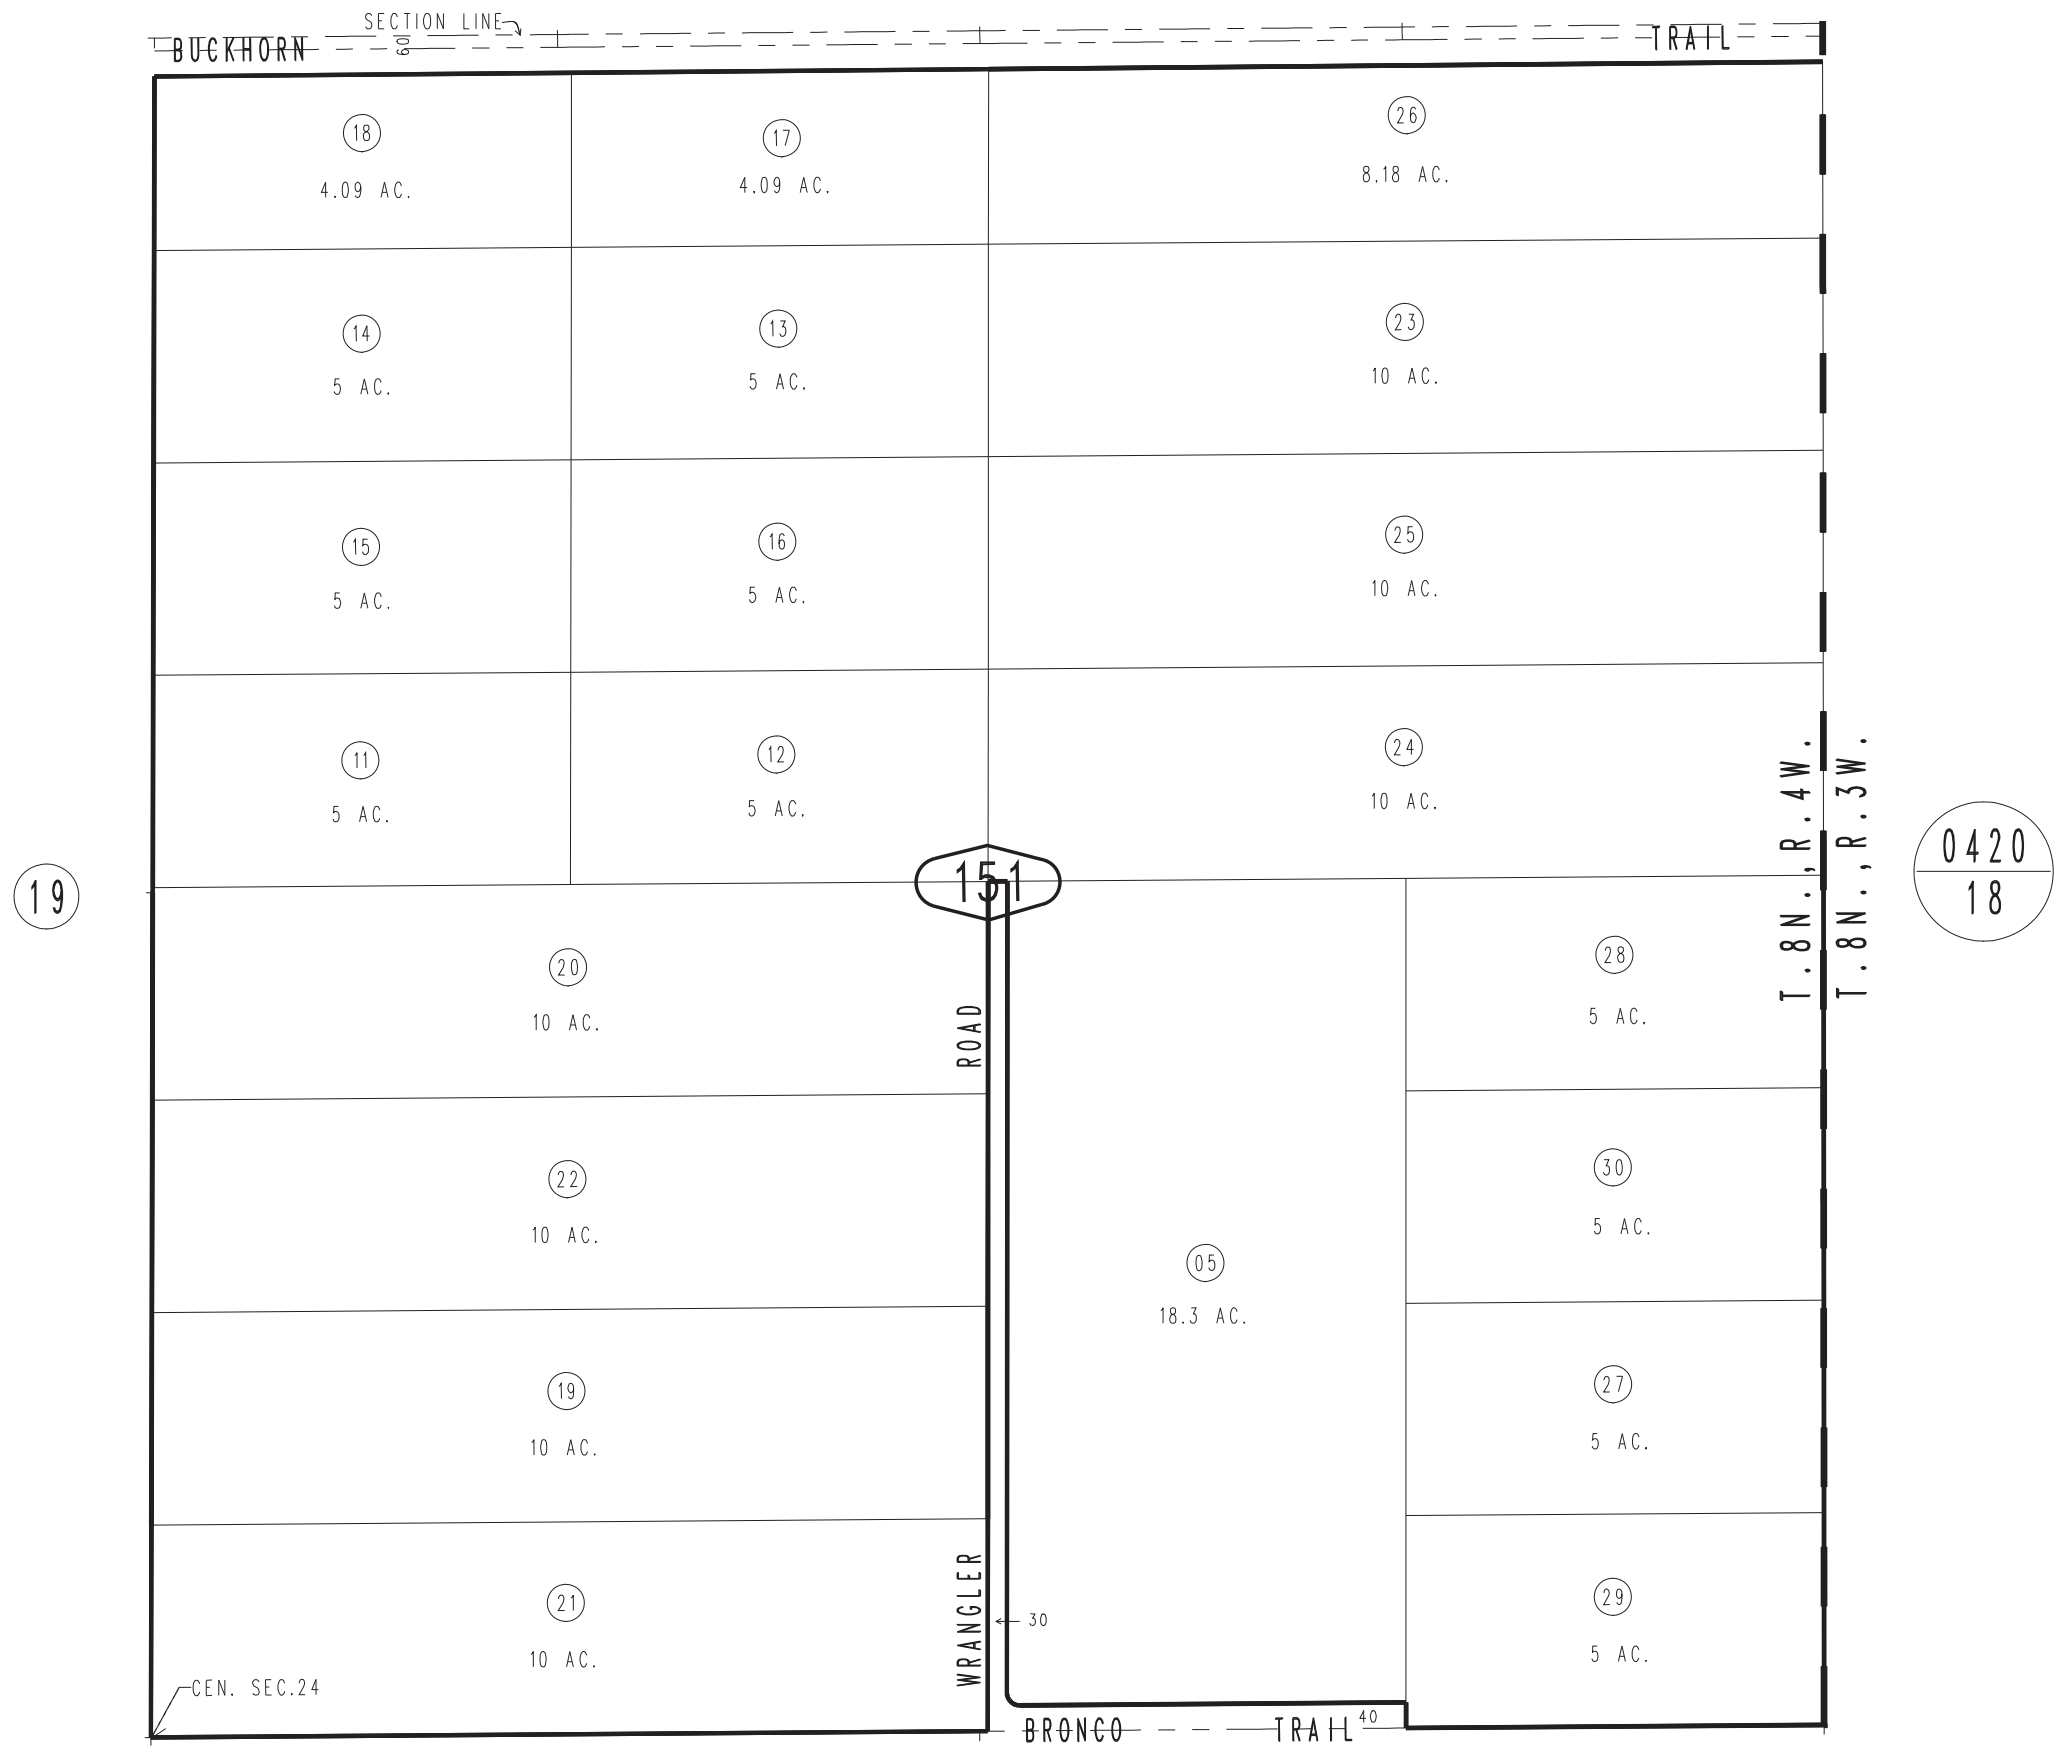 SECTION LINE
BUCKHORN
60
TRAIL
18
4.09 AC.
17
4.09 AC.
26
8.18 AC.
14
5 AC.
13
5 AC.
23
10 AC.
15
5 AC.
16
5 AC.
25
10 AC.
11
5 AC.
12
5 AC.
24
10 AC.
T.8N.,R.4W.
T.8N.,R.3W.
19
151
0420
18
20
10 AC.
ROAD
28
5 AC.
22
10 AC.
30
5 AC.
05
18.3 AC.
19
10 AC.
27
5 AC.
21
10 AC.
WRANGLER
30
29
5 AC.
CEN. SEC.24
BRONCO TRAIL
40